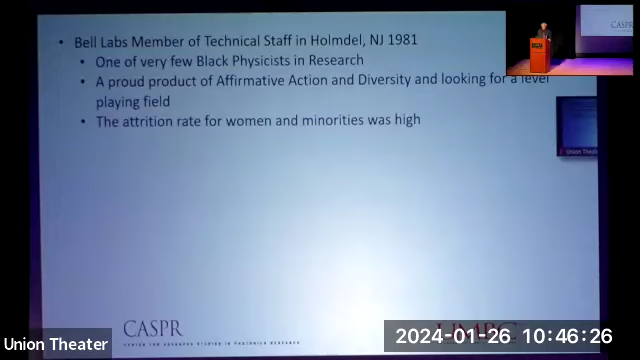 • Bell Labs Member of Technical Staff in Holmdel, NJ 1981
• One of very few Black Physicists in Research
• A proud product of Affirmative Action and Diversity and looking for a level
playing field
• The attrition rate for women and minorities was high
CASPR
CENTER FOR ADVANCED STUDIES IN PHOTONICS RESEARCH
UMBC
2024-01-26 10:46:26
Union Theater